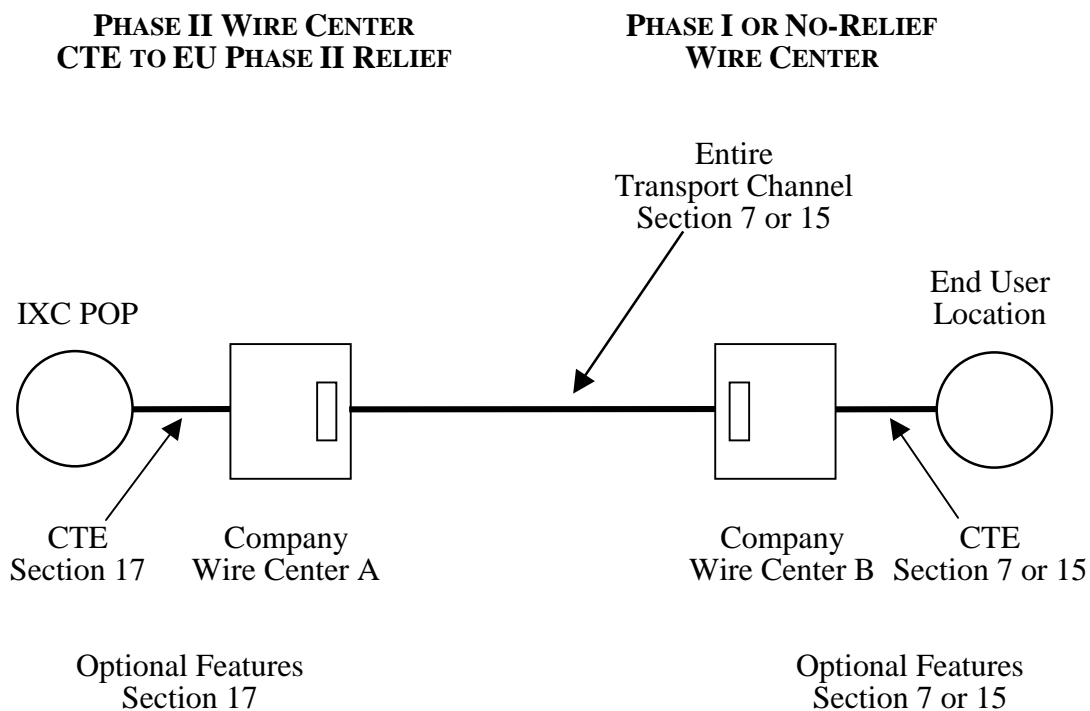 PHASE II WIRE CENTER
CTE TO EU PHASE II RELIEF
PHASE I OR NO-RELIEF
WIRE CENTER
Entire
Transport Channel
Section 7 or 15
IXC POP
End User
Location
CTE
Section 17
Company
Wire Center A
Company
Wire Center B
CTE
Section 7 or 15
Optional Features
Section 17
Optional Features
Section 7 or 15